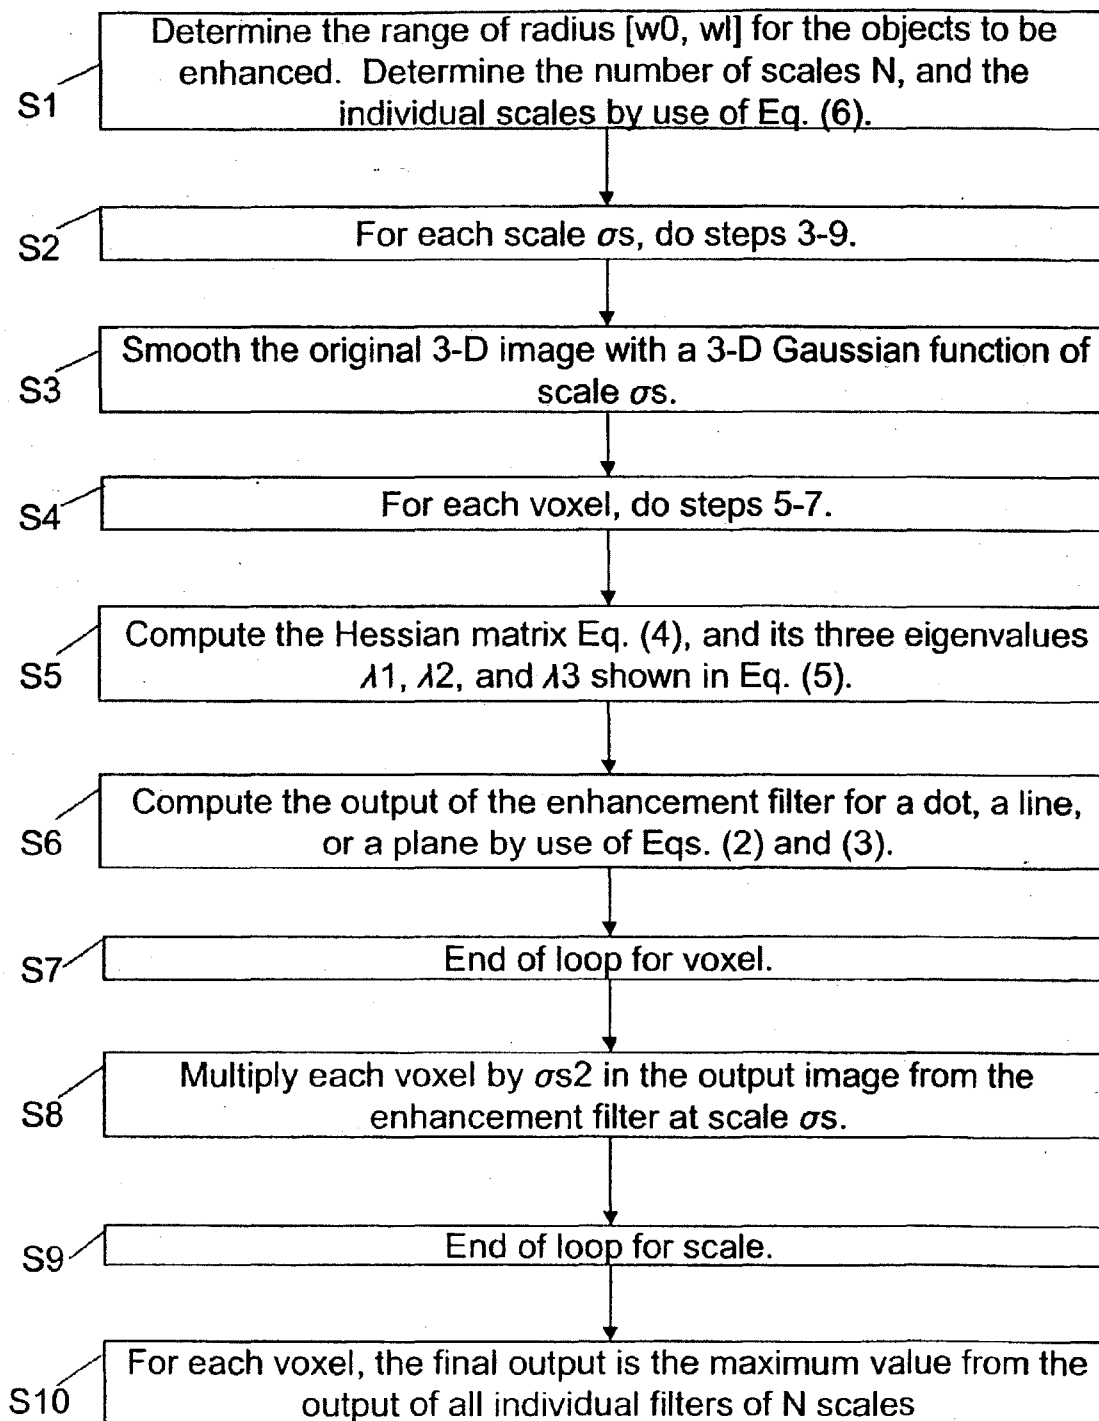 Determine the range of radius [w0, wl] for the objects to be
enhanced. Determine the number of scales N, and the
individual scales by use of Eq. (6).
S1
For each scale σs, do steps 3-9.
S2
Smooth the original 3-D image with a 3-D Gaussian function of
scale σs.
S3
For each voxel, do steps 5-7.
S4
Compute the Hessian matrix Eq. (4), and its three eigenvalues
λ1, λ2, and λ3 shown in Eq. (5).
S5
Compute the output of the enhancement filter for a dot, a line,
or a plane by use of Eqs. (2) and (3).
S6
End of loop for voxel.
S7
Multiply each voxel by σs2 in the output image from the
enhancement filter at scale σs.
S8
End of loop for scale.
S9
For each voxel, the final output is the maximum value from the
output of all individual filters of N scales
S10